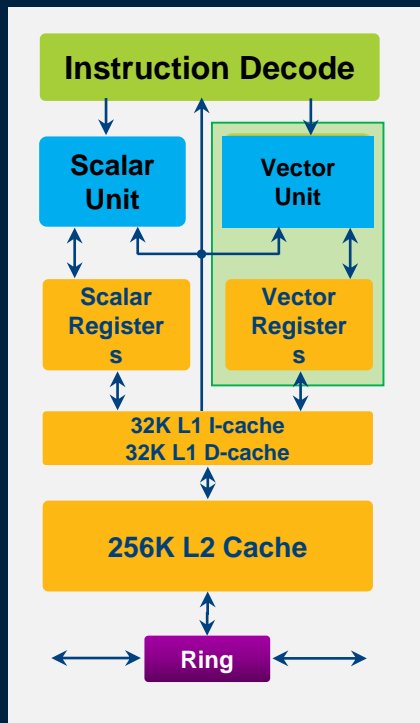 Instruction Decode
Scalar
Unit
Vector
Unit
Scalar
Register
s
Vector
Register
s
32K L1 I-cache
32K L1 D-cache
256K L2 Cache
Ring